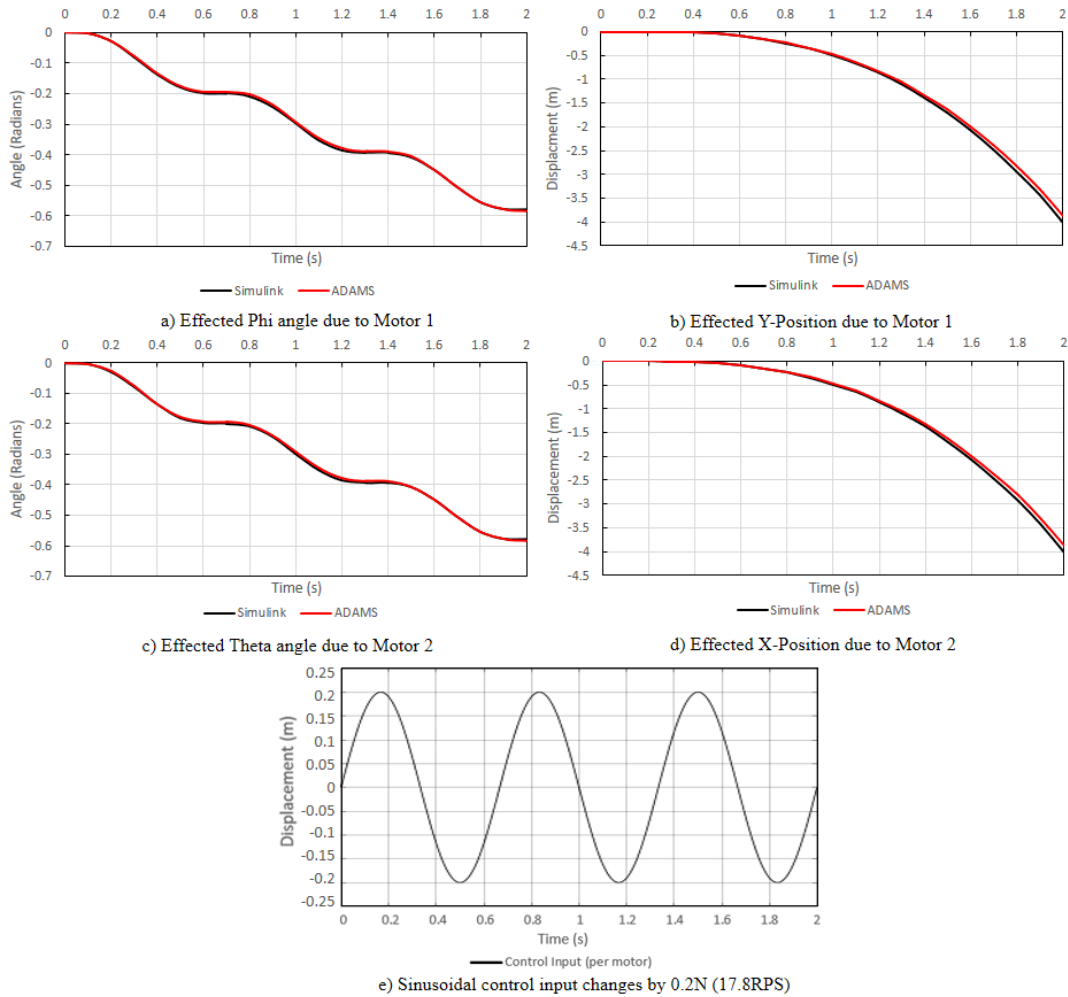 0 0.2 0.4 0.6 0.8 1 1.2 1.4 1.6 1.8 2
0
-0.1
-0.2
-0.3
-0.4
-0.5
-0.6
-0.7
Angle (Radians)
Time (s)
Simulink ADAMS
a) Effected Phi angle due to Motor 1
0 0.2 0.4 0.6 0.8 1 1.2 1.4 1.6 1.8 2
0
-0.5
-1
-1.5
-2
-2.5
-3
-3.5
-4
-4.5
Displacement (m)
Time (s)
Simulink ADAMS
b) Effected Y-Position due to Motor 1
0 0.2 0.4 0.6 0.8 1 1.2 1.4 1.6 1.8 2
0
-0.1
-0.2
-0.3
-0.4
-0.5
-0.6
-0.7
Angle (Radians)
Time (s)
Simulink ADAMS
c) Effected Theta angle due to Motor 2
0 0.2 0.4 0.6 0.8 1 1.2 1.4 1.6 1.8 2
0
-0.5
-1
-1.5
-2
-2.5
-3
-3.5
-4
-4.5
Displacement (m)
Time (s)
Simulink ADAMS
d) Effected X-Position due to Motor 2
0.25
0.2
0.15
0.1
0.05
0
-0.05
-0.1
-0.15
-0.2
-0.25
Displacement (m)
0 0.2 0.4 0.6 0.8 1 1.2 1.4 1.6 1.8 2
Time (s)
Control Input (per motor)
e) Sinusoidal control input changes by 0.2N (17.8RPS)